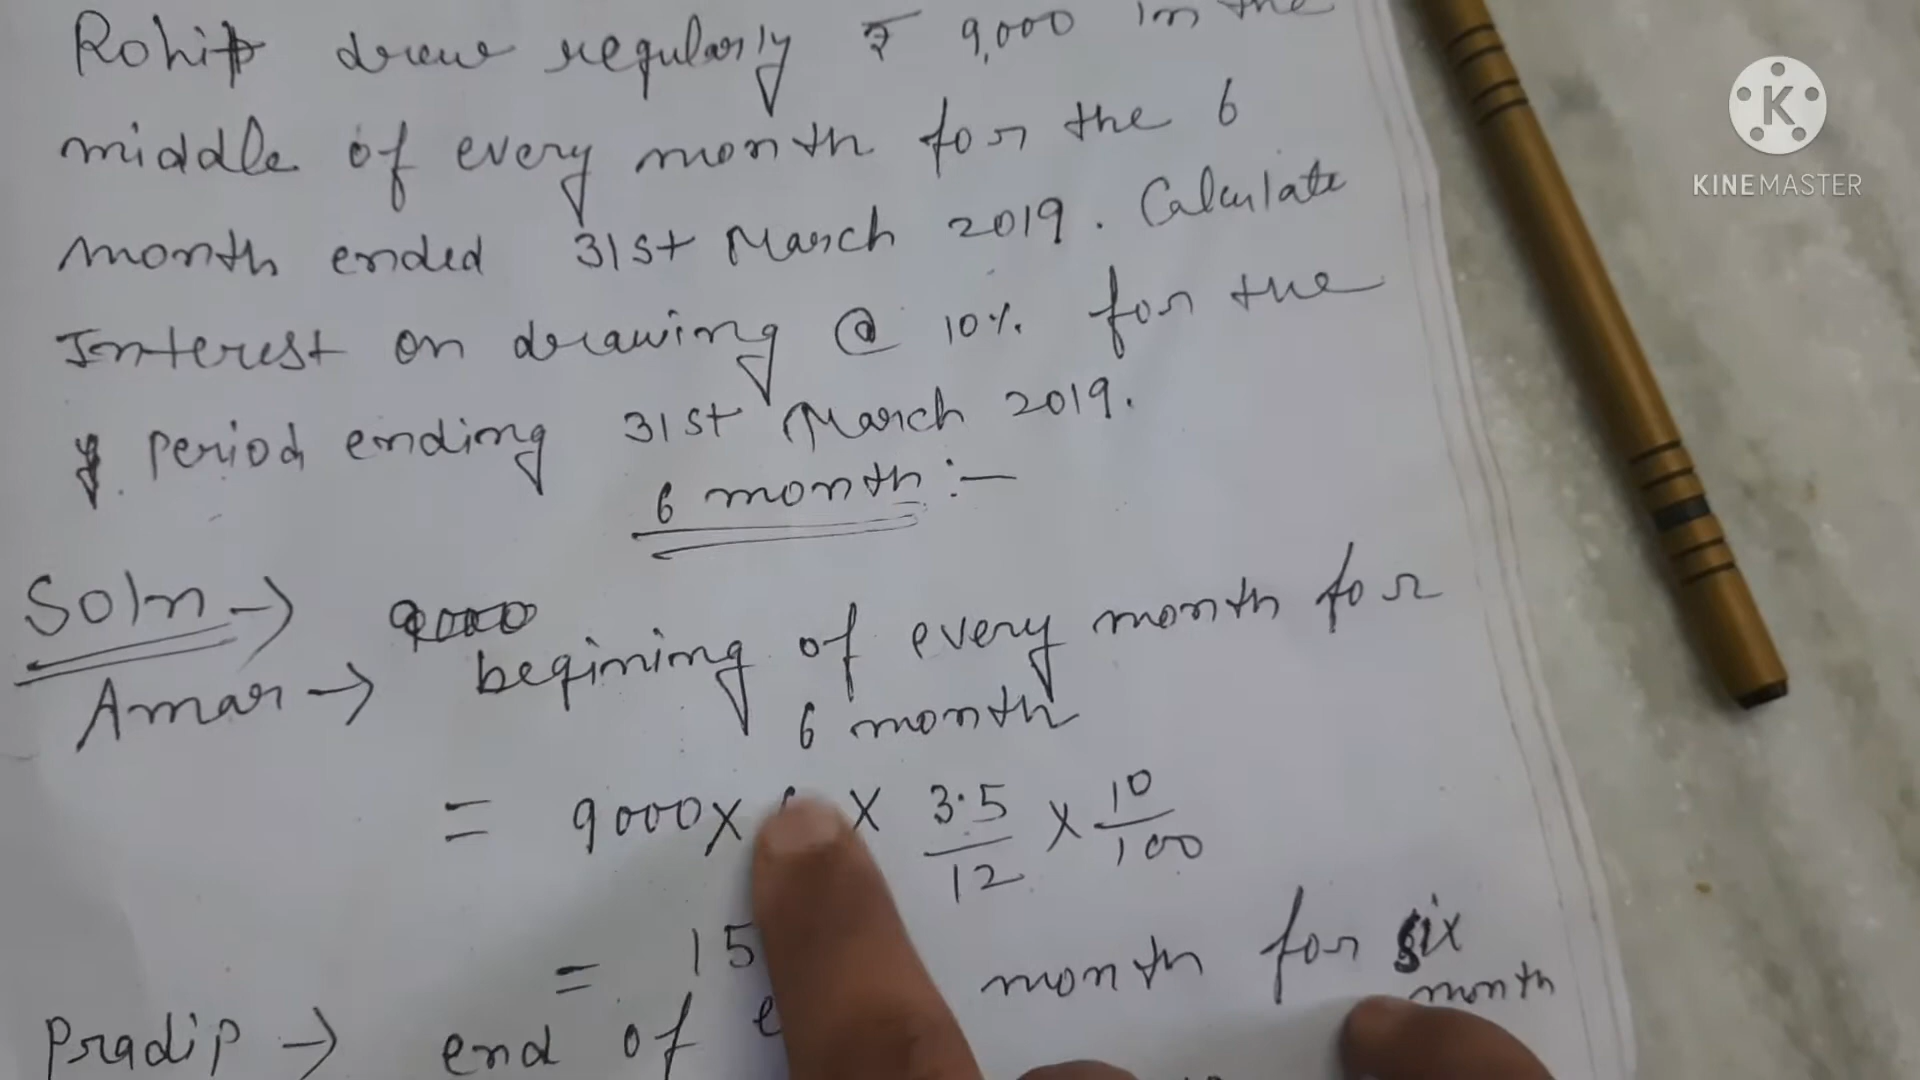 Rohit drew regularly ₹ 9,000 in the
middle of every month for the 6
month ended 31st March 2019. Calculate
Interest on drawing @ 10% for the
period ending 31st March 2019.
6 month :-
Soln →
Amar → begining of every month for
6 month
= 9000 × × 3.5/12 × 10/100
= 15
Pradip → end of month for six
month
K
KINEMASTER